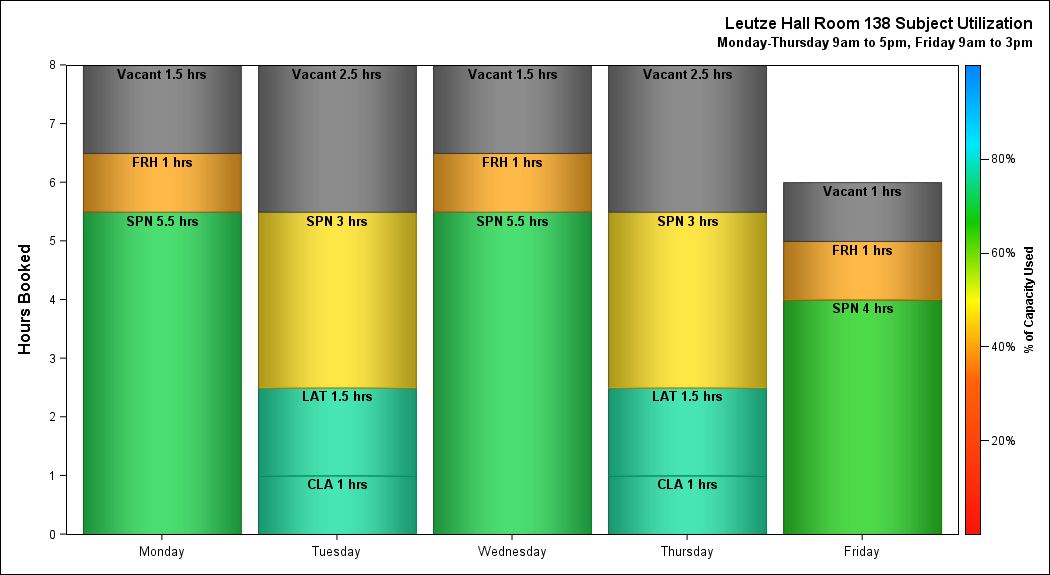 Leutze Hall Room 138 Subject Utilization
Monday-Thursday 9am to 5pm, Friday 9am to 3pm
Hours Booked
8
7
6
5
4
3
2
1
0
Vacant 1.5 hrs
FRH 1 hrs
SPN 5.5 hrs
Monday
Vacant 2.5 hrs
SPN 3 hrs
LAT 1.5 hrs
CLA 1 hrs
Tuesday
Vacant 1.5 hrs
FRH 1 hrs
SPN 5.5 hrs
Wednesday
Vacant 2.5 hrs
SPN 3 hrs
LAT 1.5 hrs
CLA 1 hrs
Thursday
Vacant 1 hrs
FRH 1 hrs
SPN 4 hrs
Friday
80%
60%
40%
20%
% of Capacity Used